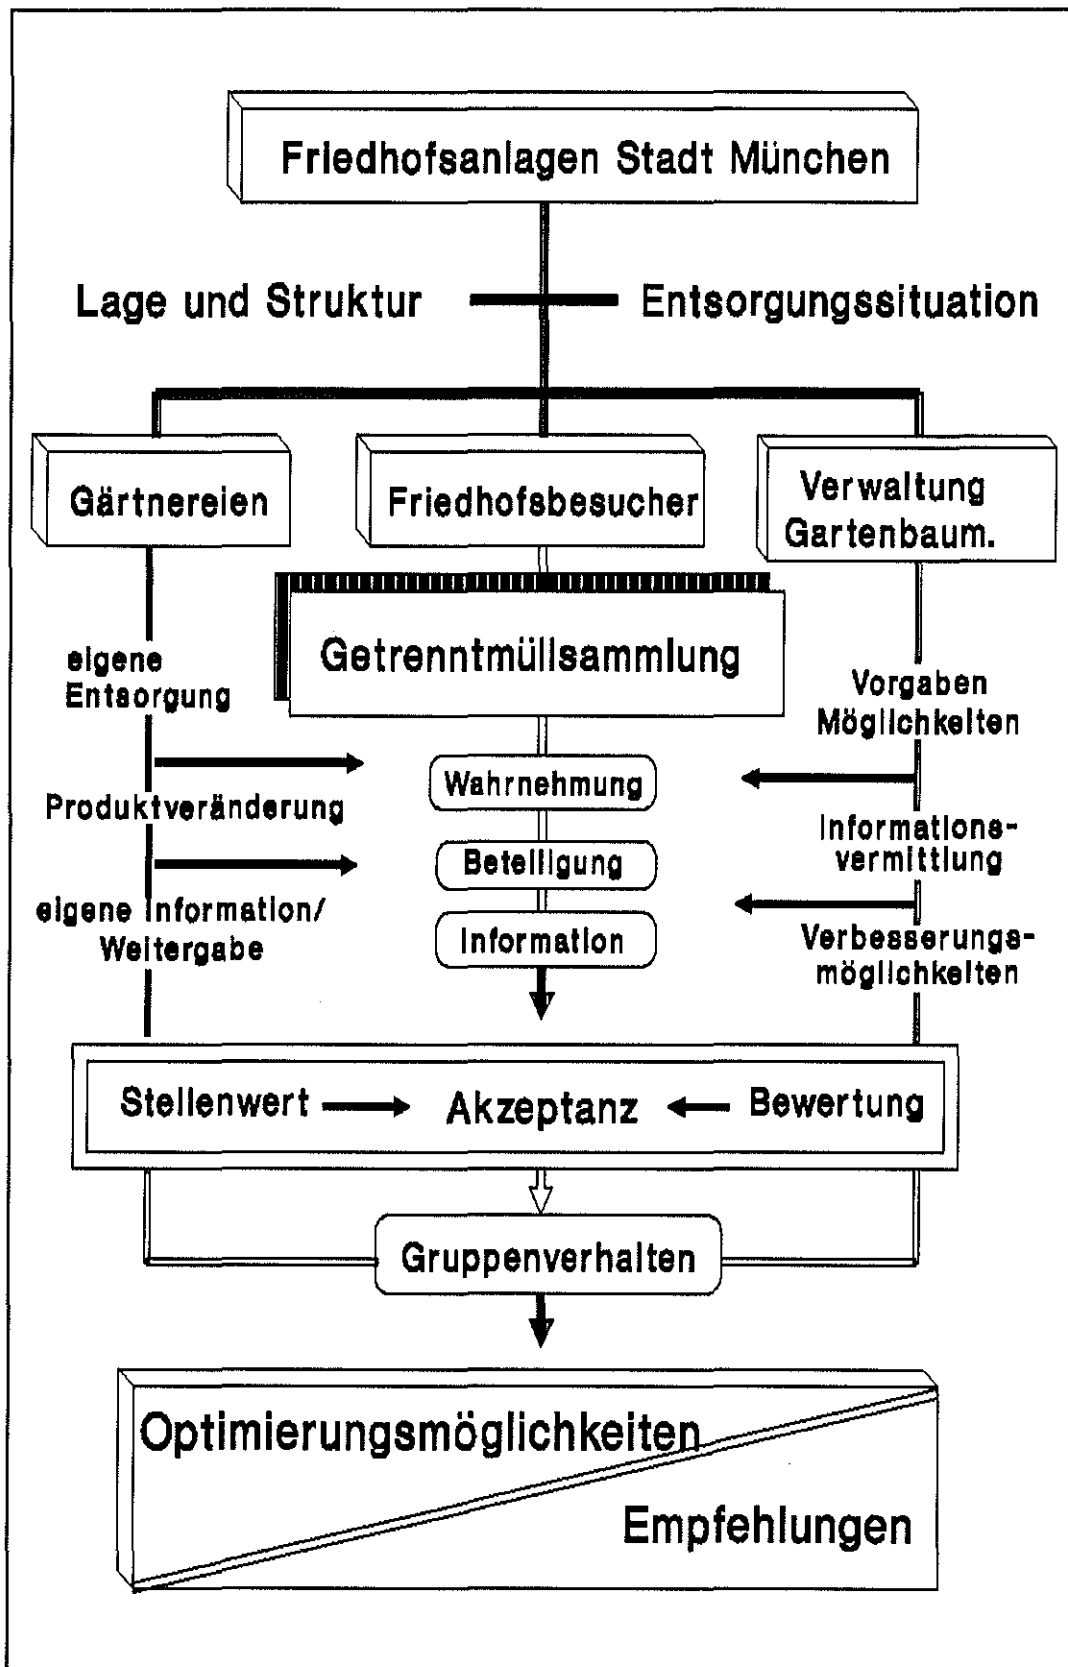 Friedhofsanlagen Stadt München
Lage und Struktur
Entsorgungssituation
Gärtnereien
Friedhofsbesucher
Verwaltung
Gartenbaum.
Getrenntmüllsammlung
eigene
Entsorgung
Vorgaben
Möglichkeiten
Wahrnehmung
Produktveränderung
Informations-
vermittlung
Beteiligung
eigene Information/
Weitergabe
Information
Verbesserungs-
möglichkeiten
Stellenwert
Akzeptanz
Bewertung
Gruppenverhalten
Optimierungsmöglichkeiten
Empfehlungen